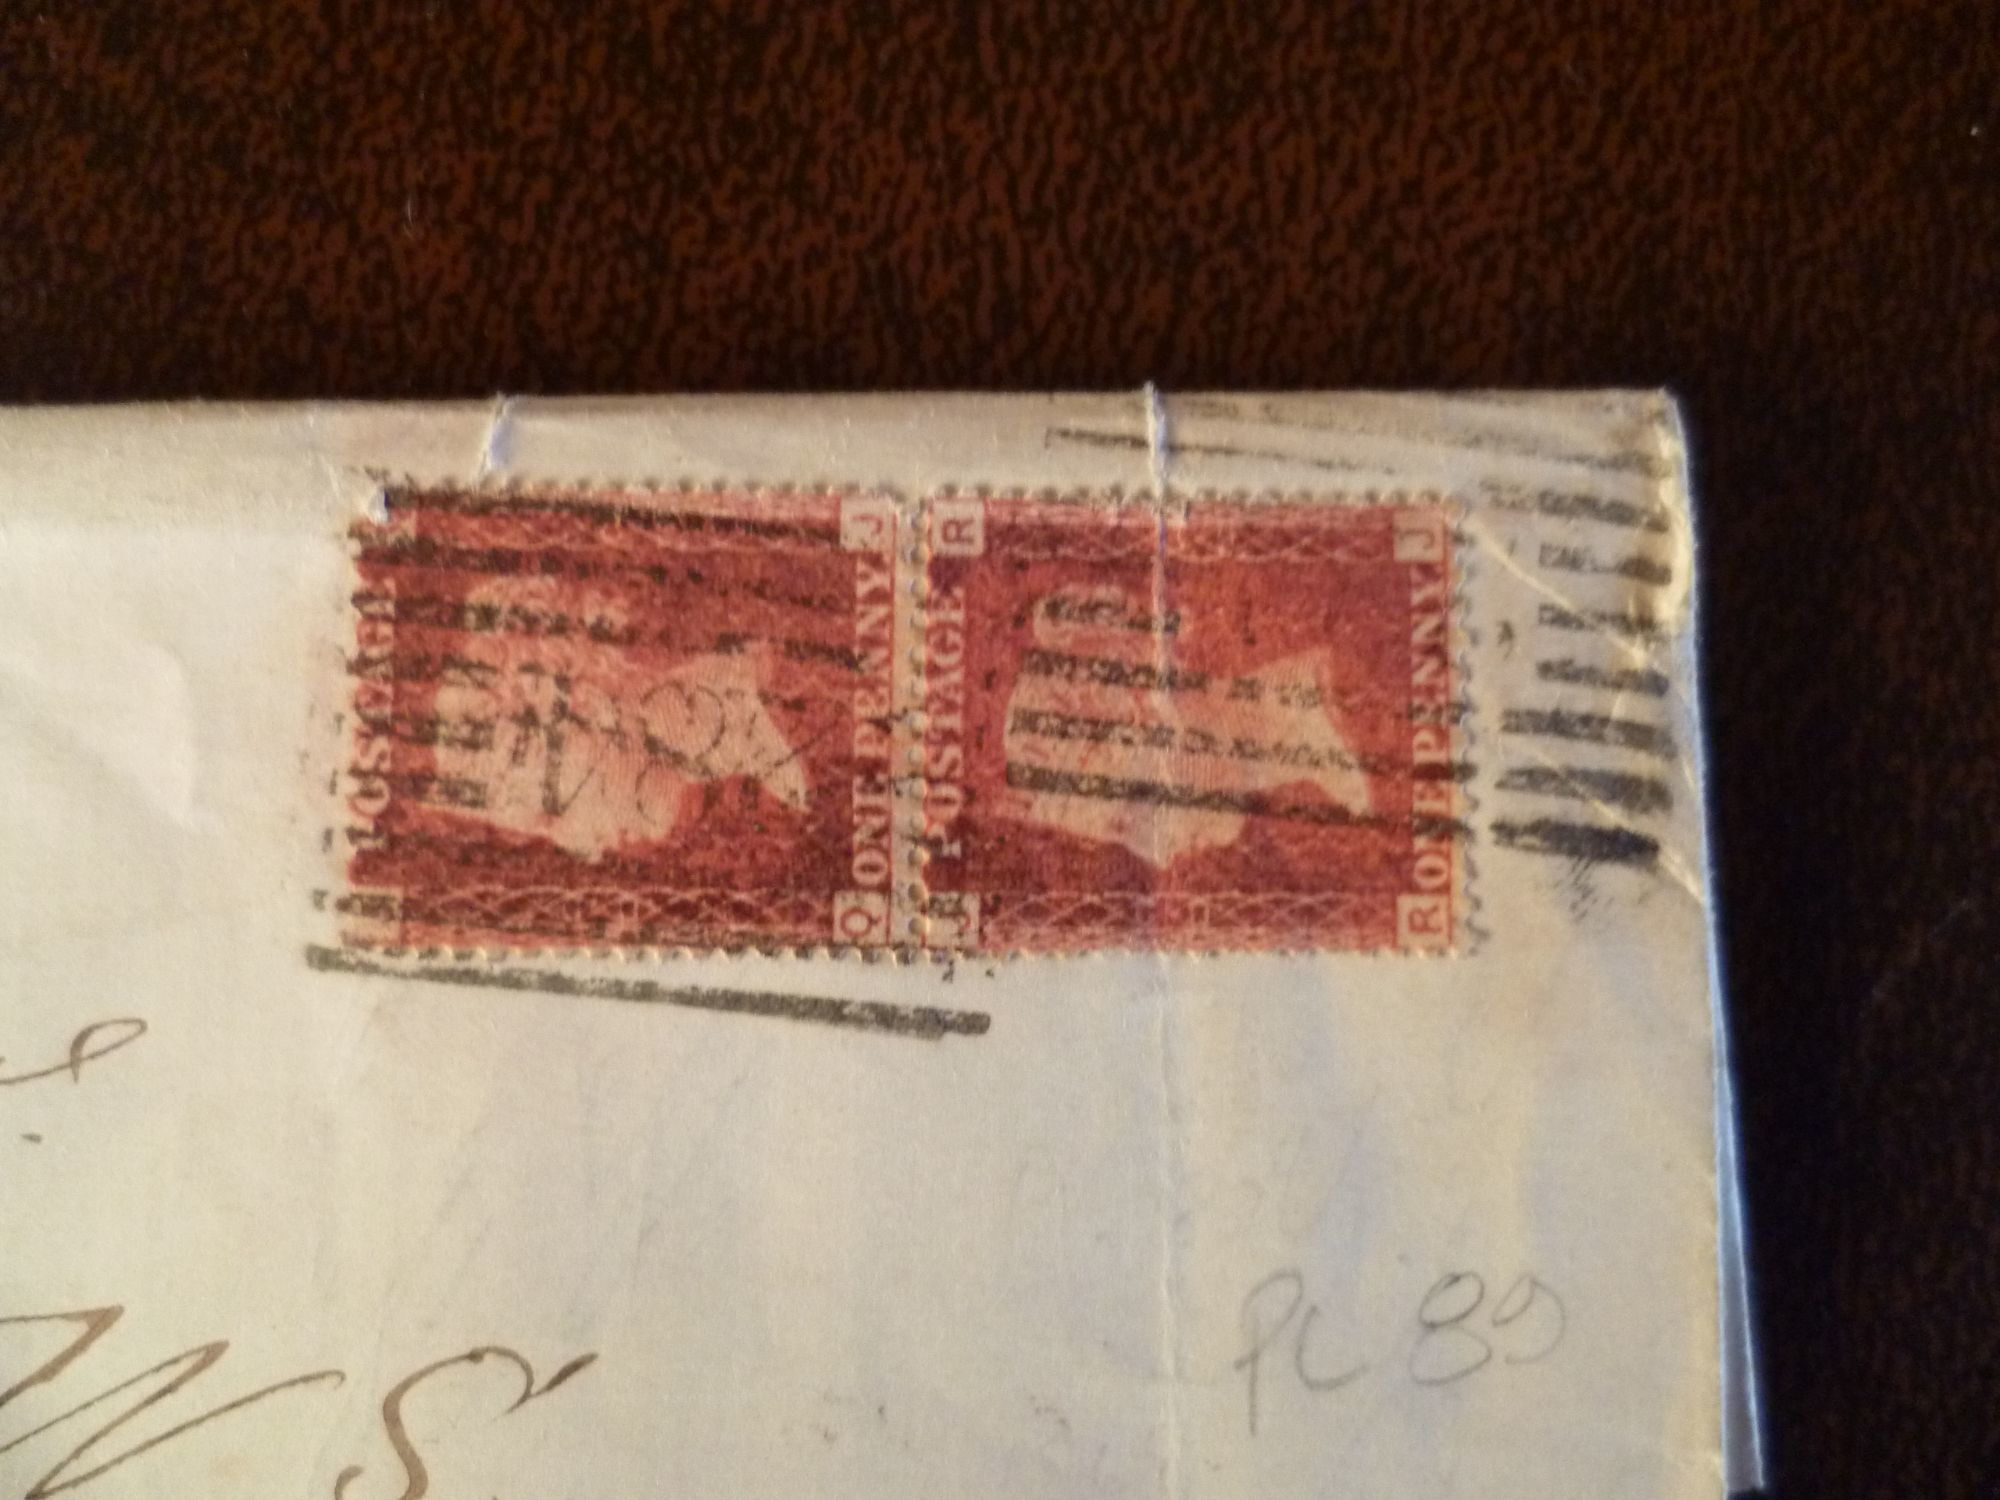 POSTAGE
J
Q
ONE PENNY
R
J
POSTAGE
J
R
ONE PENNY
W S.
PL 89